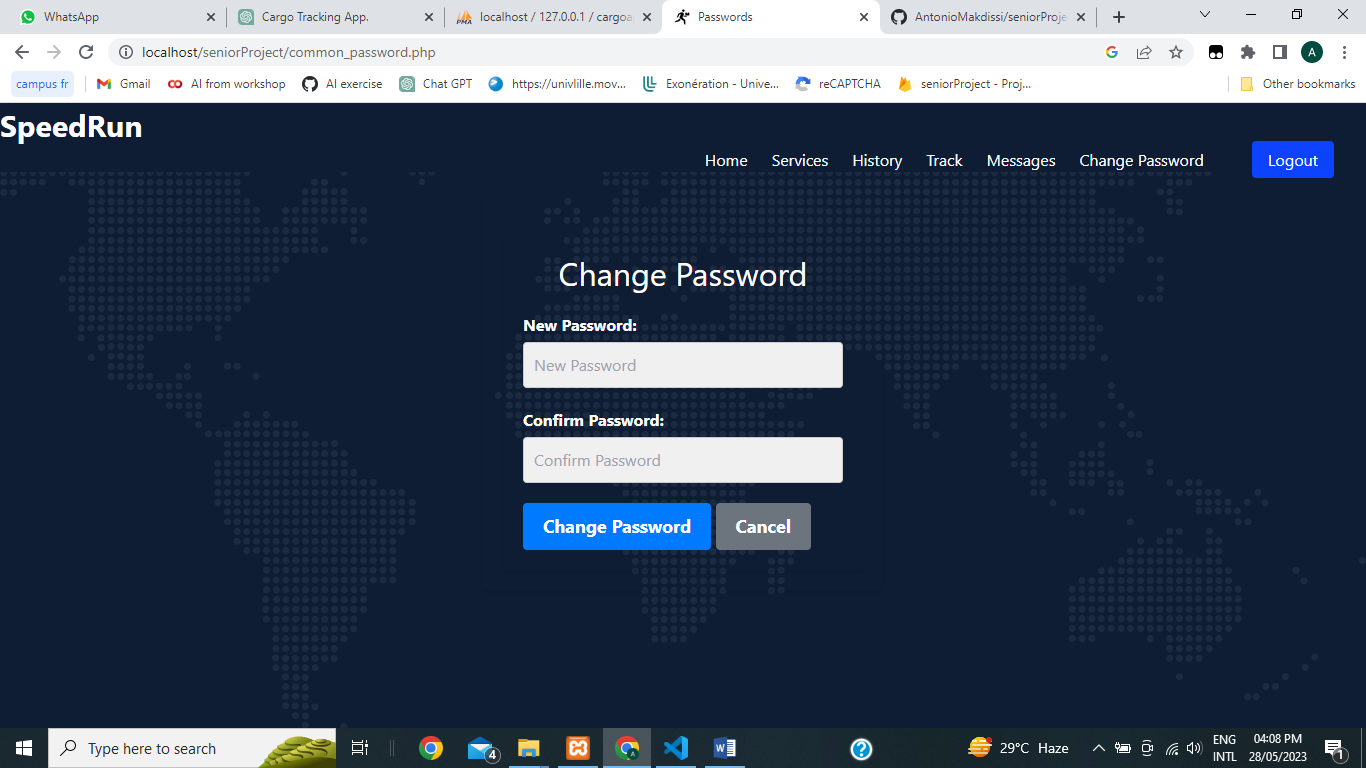 WhatsApp
Cargo Tracking App.
localhost / 127.0.0.1 / cargoa
Passwords
AntonioMakdissi/seniorProje
localhost/seniorProject/common_password.php
A
campus fr
Gmail
AI from workshop
AI exercise
Chat GPT
https://univlille.mov...
Exonération - Unive...
reCAPTCHA
seniorProject - Proj...
Other bookmarks
SpeedRun
Home Services History Track Messages Change Password Logout
Change Password
New Password:
New Password
Confirm Password:
Confirm Password
Change Password Cancel
Type here to search
4
29°C Haze
ENG
INTL
04:08 PM
28/05/2023
1